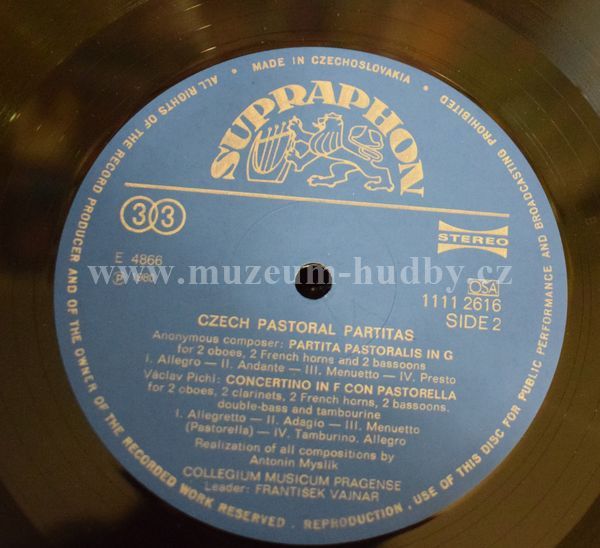 ALL RIGHTS OF THE RECORD PRODUCER AND OF THE OWNER OF THE RECORDED WORK RESERVED . REPRODUCTION , USE OF THIS DISC FOR PUBLIC PERFORMANCE AND BROADCASTING PROHIBITED
• MADE IN CZECHOSLOVAKIA •
SUPRAPHON
33
STEREO
E 4866
Ⓟ 1980
www.muzeum-hudby.cz
OSA
1111 2616
SIDE 2
CZECH PASTORAL PARTITAS
Anonymous composer: PARTITA PASTORALIS IN G
for 2 oboes, 2 French horns and 2 bassoons
I. Allegro — II. Andante — III. Menuetto — IV. Presto
Václav Pichl: CONCERTINO IN F CON PASTORELLA
for 2 oboes, 2 clarinets, 2 French horns, 2 bassoons,
double-bass and tambourine
I. Allegretto — II. Adagio — III. Menuetto
(Pastorella) — IV. Tamburino. Allegro
Realization of all compositions by
Antonín Myslík
COLLEGIUM MUSICUM PRAGENSE
Leader: FRANTIŠEK VAJNAR